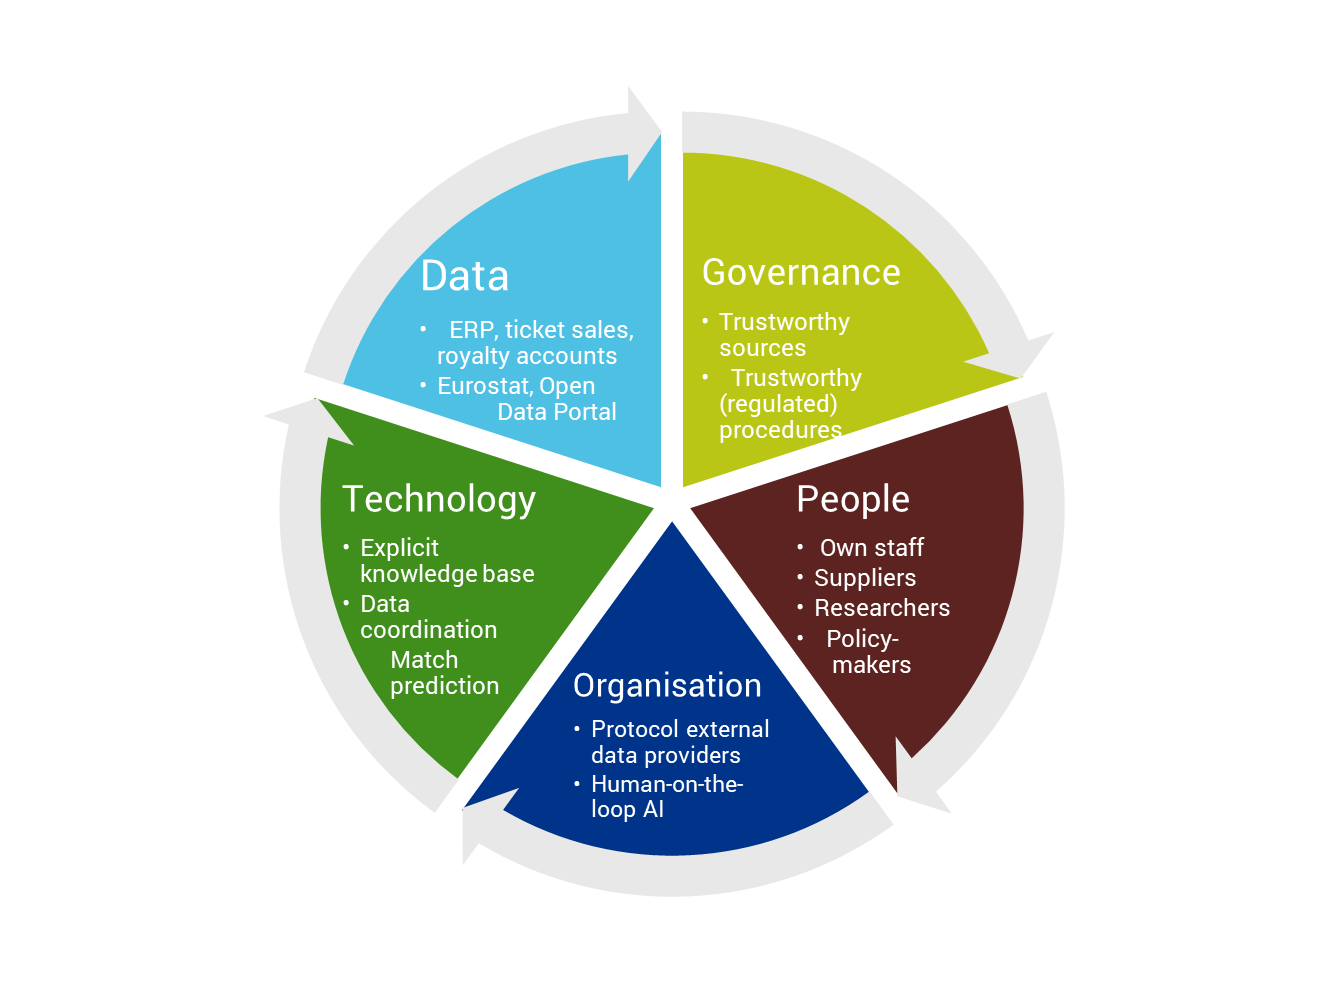 Data
• ERP, ticket sales,
royalty accounts
• Eurostat, Open
Data Portal
Governance
• Trustworthy
sources
• Trustworthy
(regulated)
procedures
People
• Own staff
• Suppliers
• Researchers
• Policy-
makers
Organisation
• Protocol external
data providers
• Human-on-the-
loop AI
Technology
• Explicit
knowledge base
• Data
coordination
Match
prediction